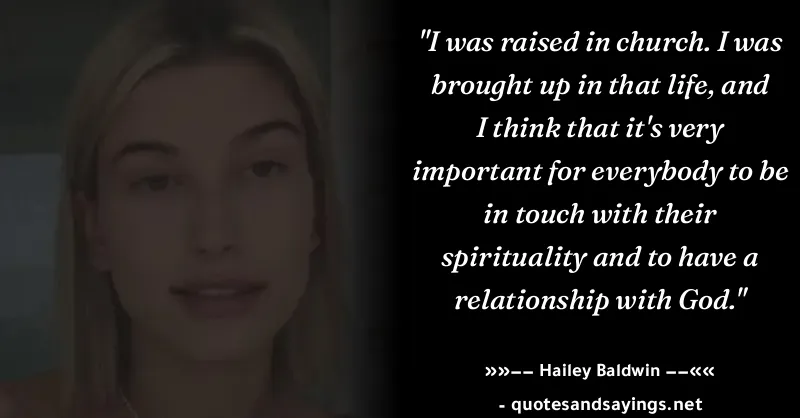 "I was raised in church. I was
brought up in that life, and
I think that it's very
important for everybody to be
in touch with their
spirituality and to have a
relationship with God."
»»–– Hailey Baldwin ––««
- quotesandsayings.net